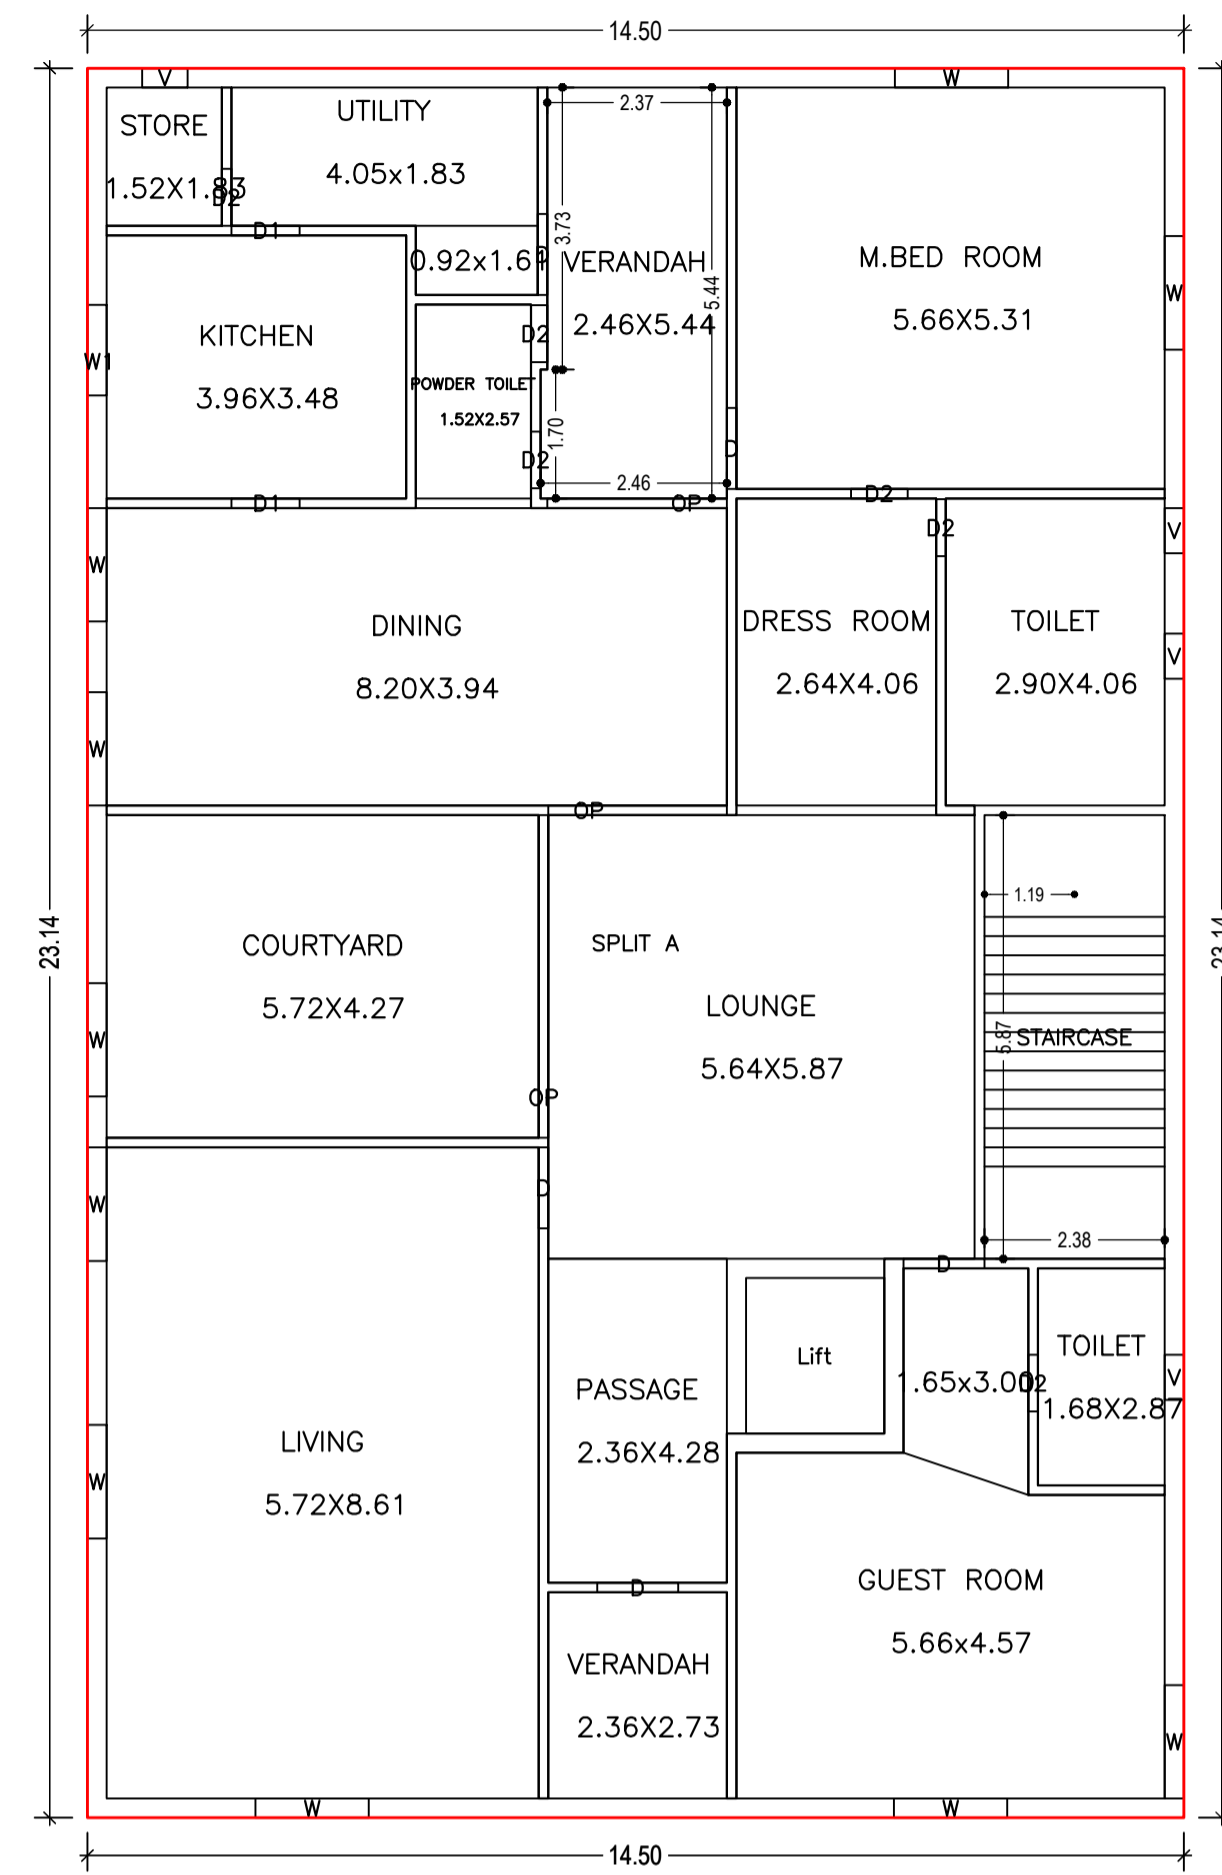 14.50
V
W
STORE
1.52X1.83
D2
UTILITY
4.05x1.83
2.37
3.73
5.44
VERANDAH
2.46X5.44
M.BED ROOM
5.66X5.31
W
D1
0.92x1.61
D
KITCHEN
3.96X3.48
W1
D2
POWDER TOILET
1.52X2.57
D2
1.70
2.46
D
D1
OP
D2
D2
V
W
DINING
8.20X3.94
W
DRESS ROOM
2.64X4.06
TOILET
2.90X4.06
V
OP
23.14
23.14
COURTYARD
5.72X4.27
W
SPLIT A
LOUNGE
5.64X5.87
1.19
5.87
STAIRCASE
OP
W
D
2.38
D
LIVING
5.72X8.61
W
PASSAGE
2.36X4.28
Lift
1.65x3.00
D2
TOILET
1.68X2.87
V
D
VERANDAH
2.36X2.73
GUEST ROOM
5.66x4.57
W
W
W
14.50